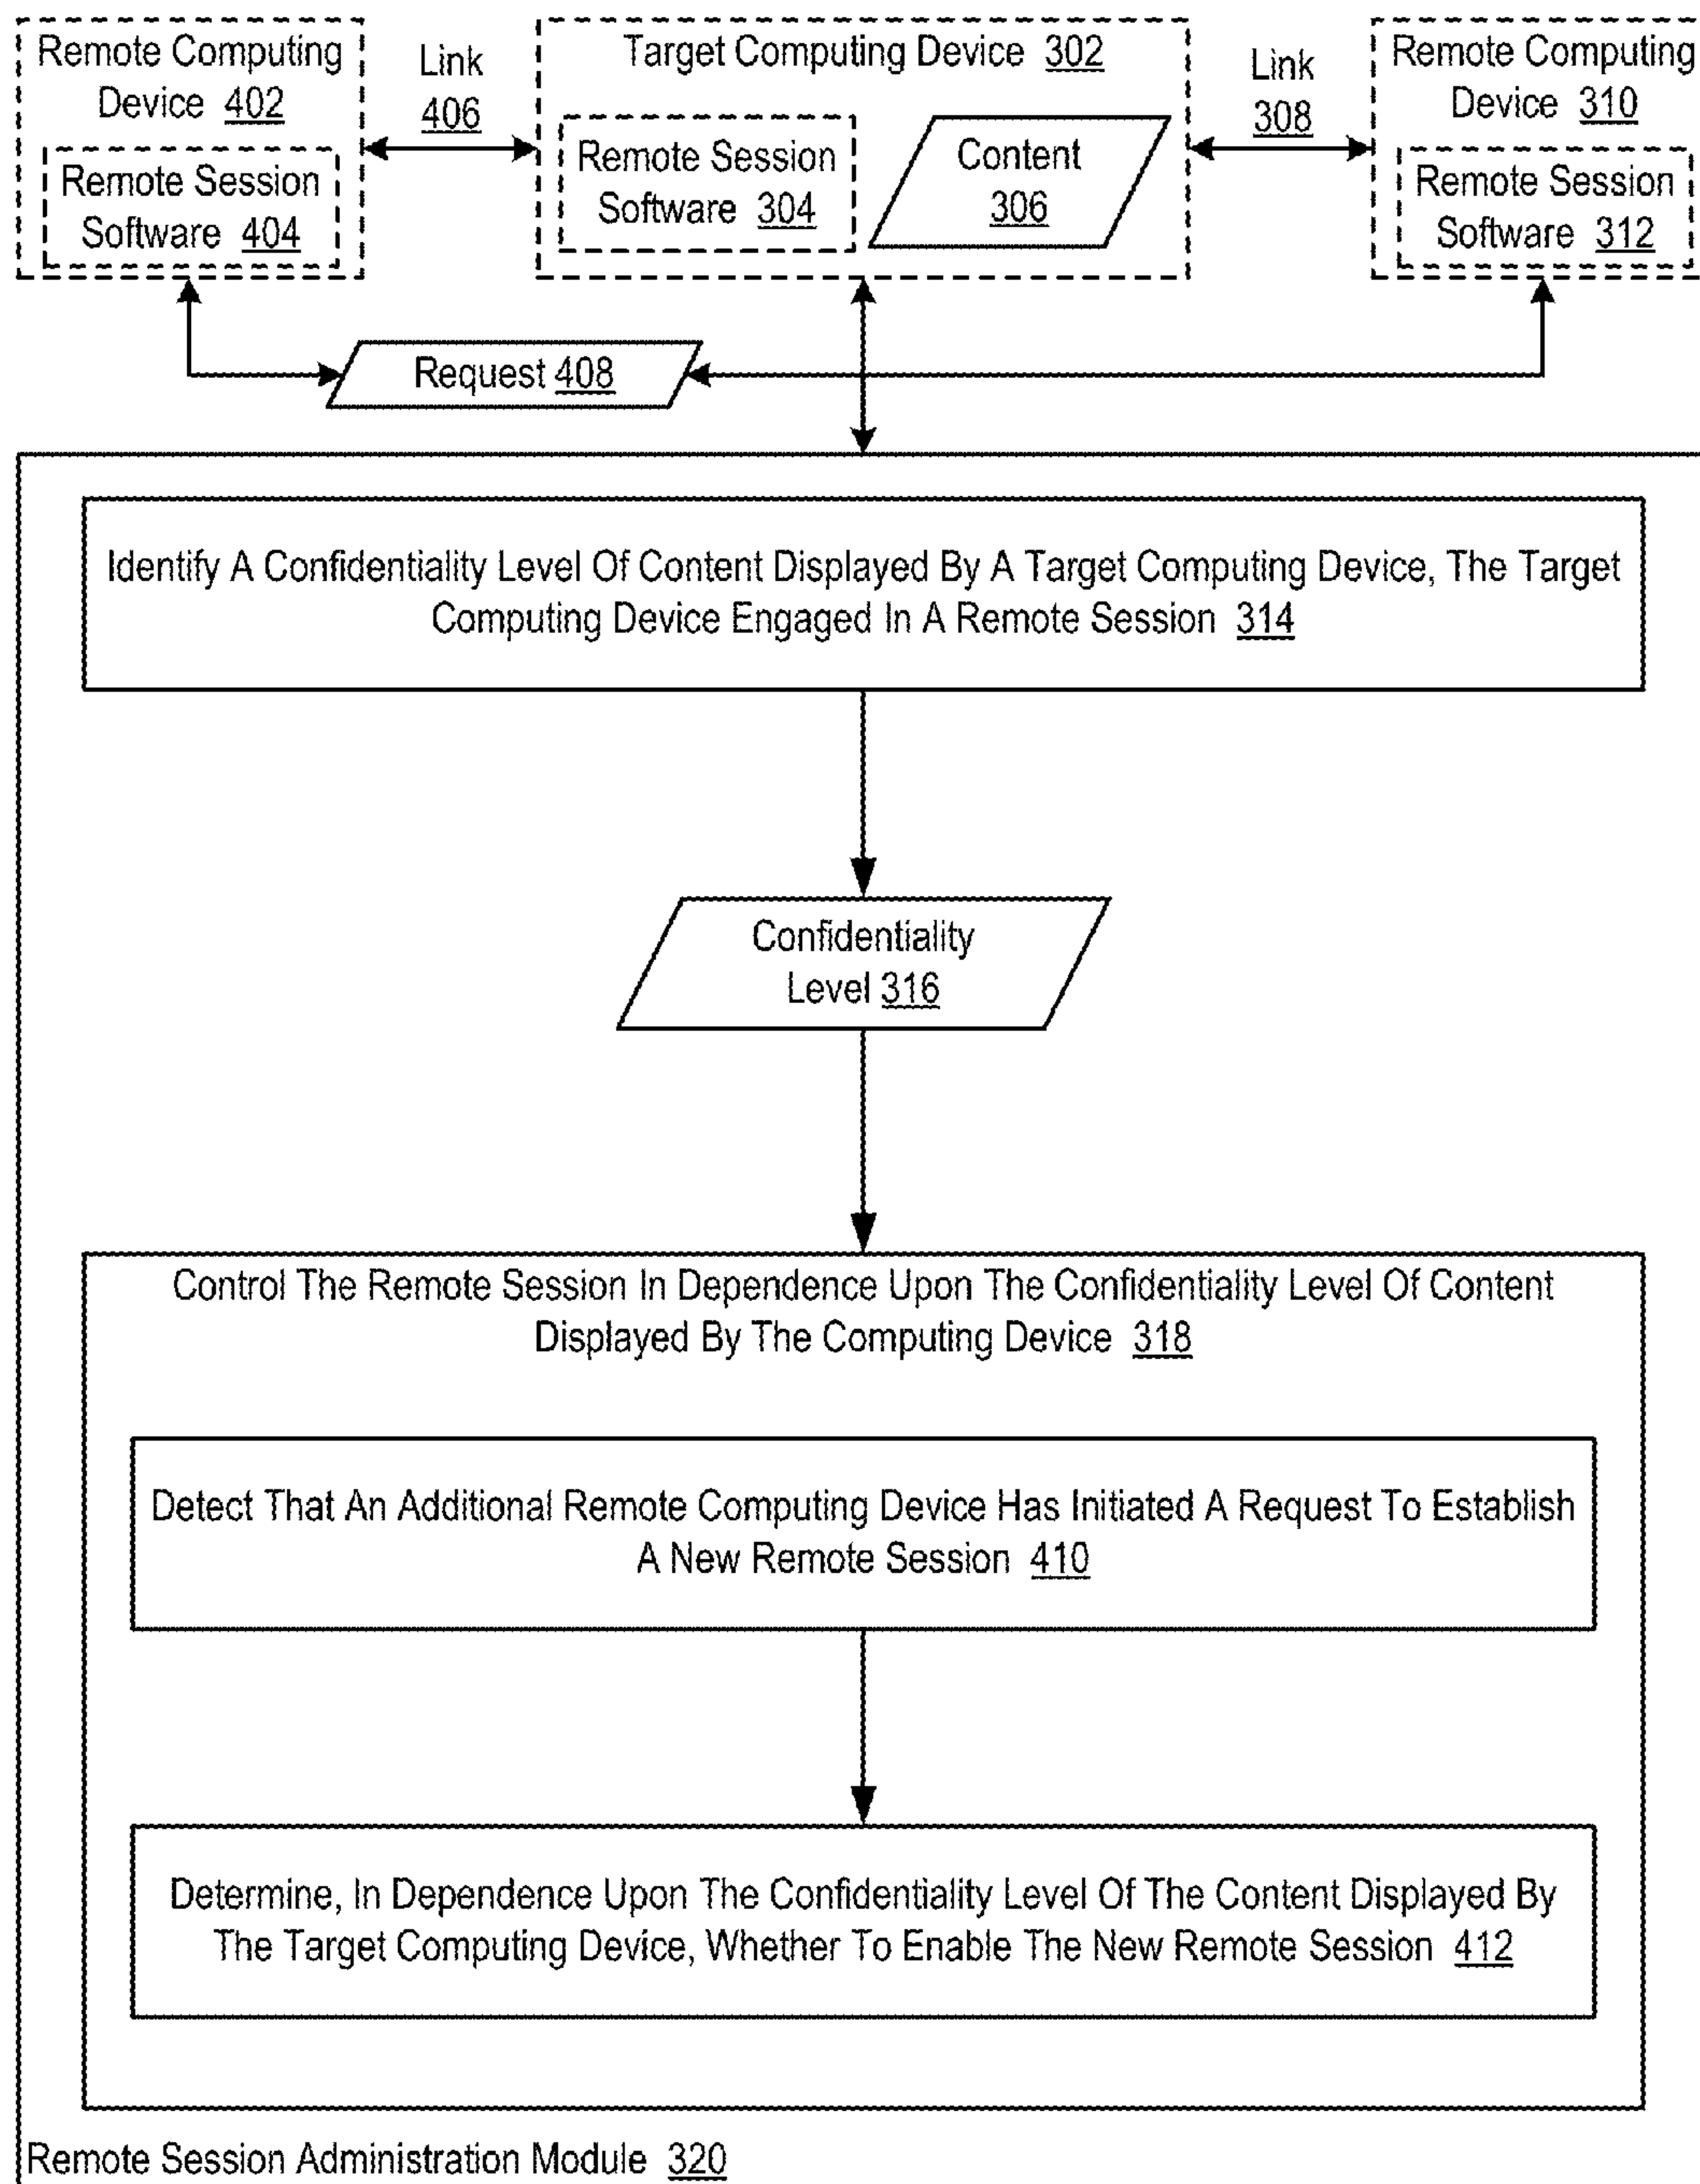 Remote Computing
Device 402
Remote Session
Software 404
Link
406
Target Computing Device 302
Remote Session
Software 304
Content
306
Link
308
Remote Computing
Device 310
Remote Session
Software 312
Request 408
Identify A Confidentiality Level Of Content Displayed By A Target Computing Device, The Target
Computing Device Engaged In A Remote Session 314
Confidentiality
Level 316
Control The Remote Session In Dependence Upon The Confidentiality Level Of Content
Displayed By The Computing Device 318
Detect That An Additional Remote Computing Device Has Initiated A Request To Establish
A New Remote Session 410
Determine, In Dependence Upon The Confidentiality Level Of The Content Displayed By
The Target Computing Device, Whether To Enable The New Remote Session 412
Remote Session Administration Module 320